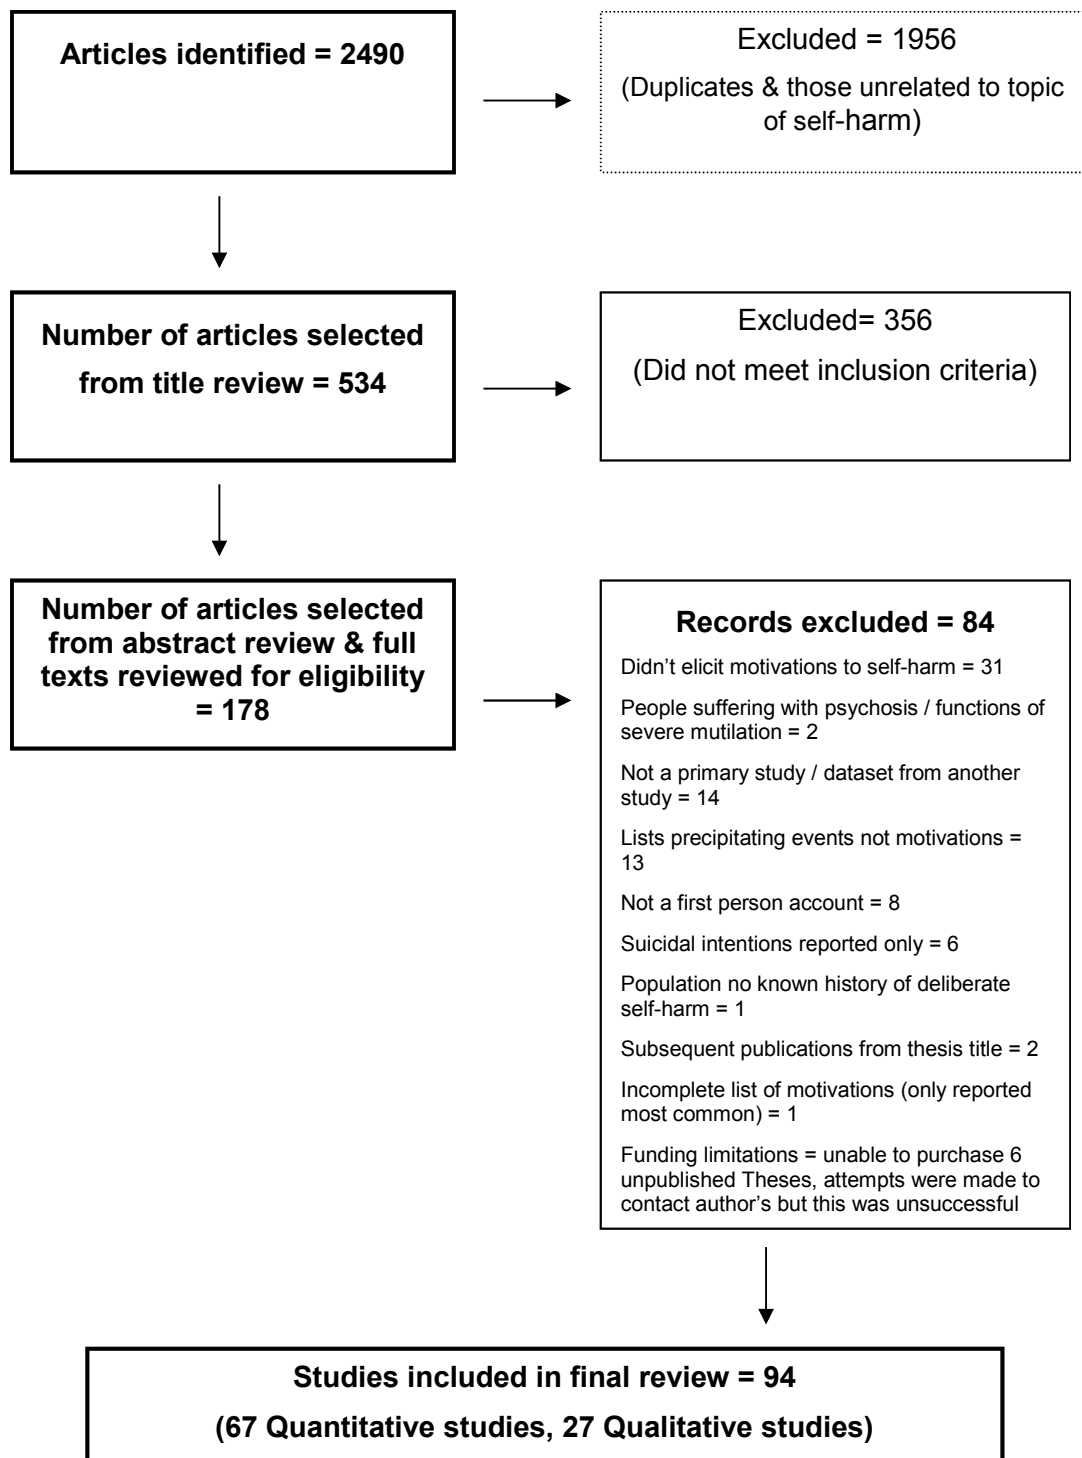 Articles identified = 2490
Excluded = 1956
(Duplicates & those unrelated to topic
of self-harm)
Number of articles selected
from title review = 534
Excluded= 356
(Did not meet inclusion criteria)
Number of articles selected
from abstract review & full
texts reviewed for eligibility
= 178
Records excluded = 84
Didn't elicit motivations to self-harm = 31
People suffering with psychosis / functions of
severe mutilation = 2
Not a primary study / dataset from another
study = 14
Lists precipitating events not motivations =
13
Not a first person account = 8
Suicidal intentions reported only = 6
Population no known history of deliberate
self-harm = 1
Subsequent publications from thesis title = 2
Incomplete list of motivations (only reported
most common) = 1
Funding limitations = unable to purchase 6
unpublished Theses, attempts were made to
contact author's but this was unsuccessful
Studies included in final review = 94
(67 Quantitative studies, 27 Qualitative studies)